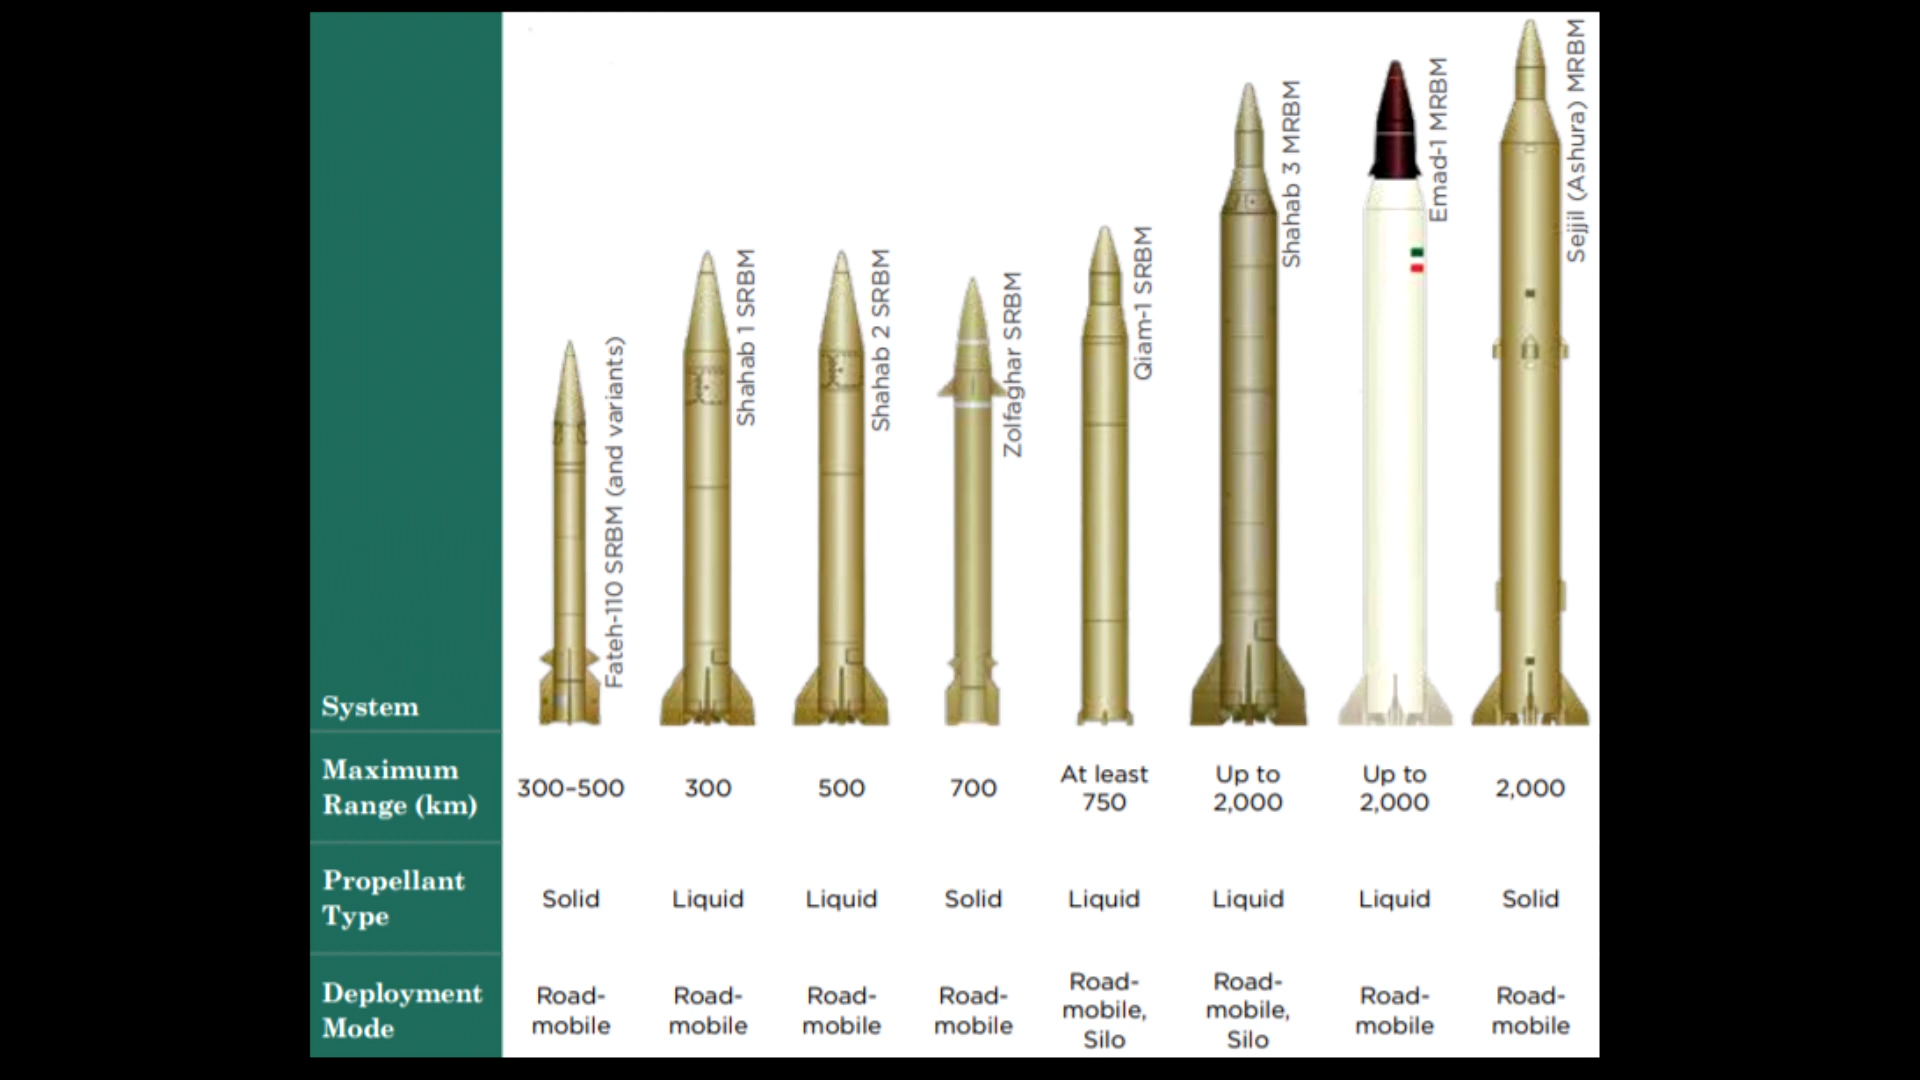 Fateh-110 SRBM (and variants)
Shahab 1 SRBM
Shahab 2 SRBM
Zolfaghar SRBM
Qiam-1 SRBM
Shahab 3 MRBM
Emad-1 MRBM
Sejjil (Ashura) MRBM
System
Maximum
Range (km)
300-500
300
500
700
At least
750
Up to
2,000
Up to
2,000
2,000
Propellant
Type
Solid
Liquid
Liquid
Solid
Liquid
Liquid
Liquid
Solid
Deployment
Mode
Road-
mobile
Road-
mobile
Road-
mobile
Road-
mobile
Road-
mobile,
Silo
Road-
mobile,
Silo
Road-
mobile
Road-
mobile